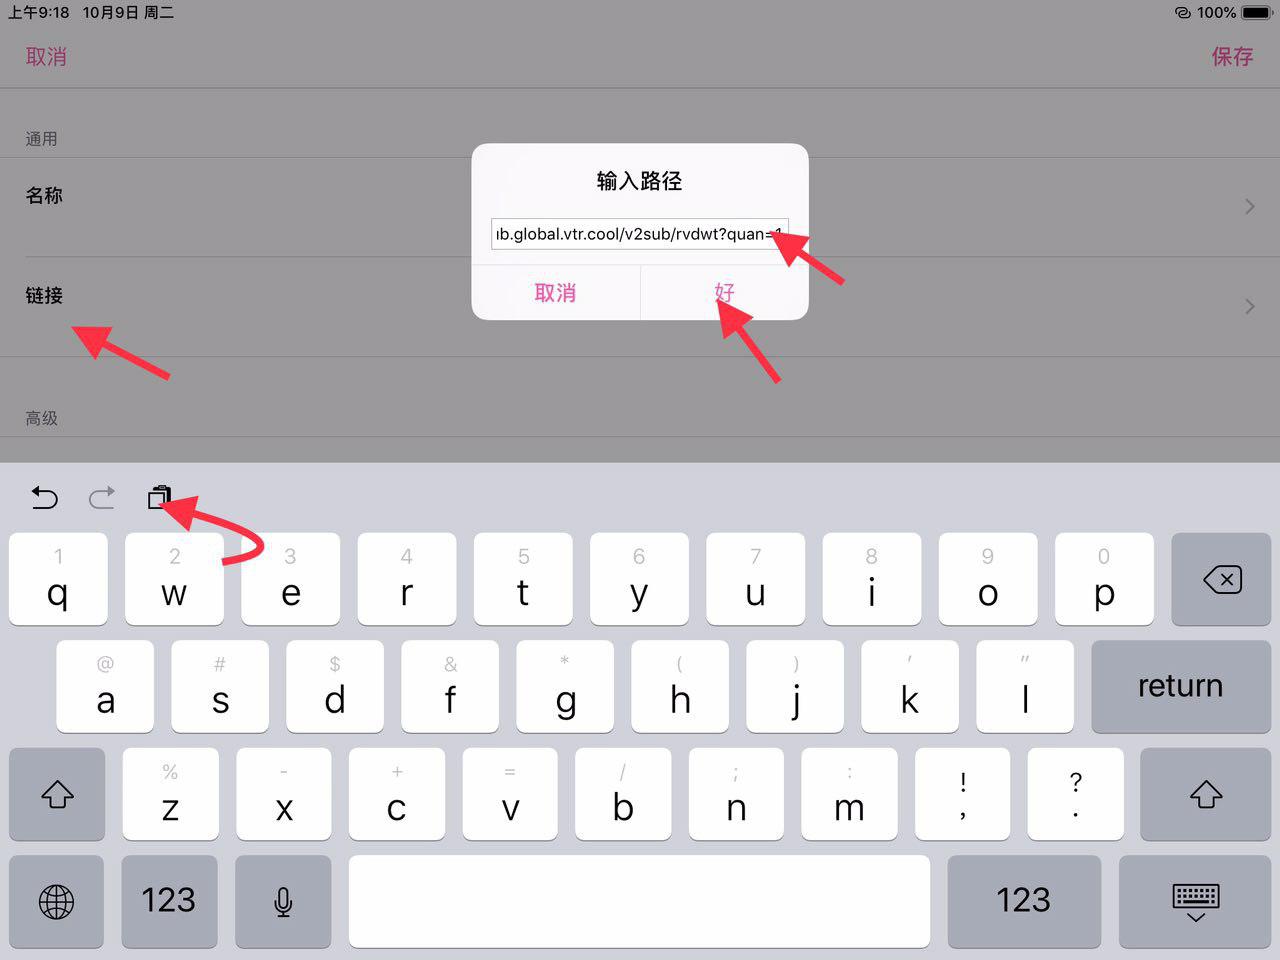 上午9:18 10月9日 周二 100%
取消 保存
通用
名称
链接
高级
输入路径
ub.global.vtr.cool/v2sub/rvdwt?quan=1
取消 好
1 2 3 4 5 6 7 8 9 0
q w e r t y u i o p
@ # $ & * ( ) ' "
a s d f g h j k l return
% - + = / ; : ! ?
z x c v b n m , .
123 123